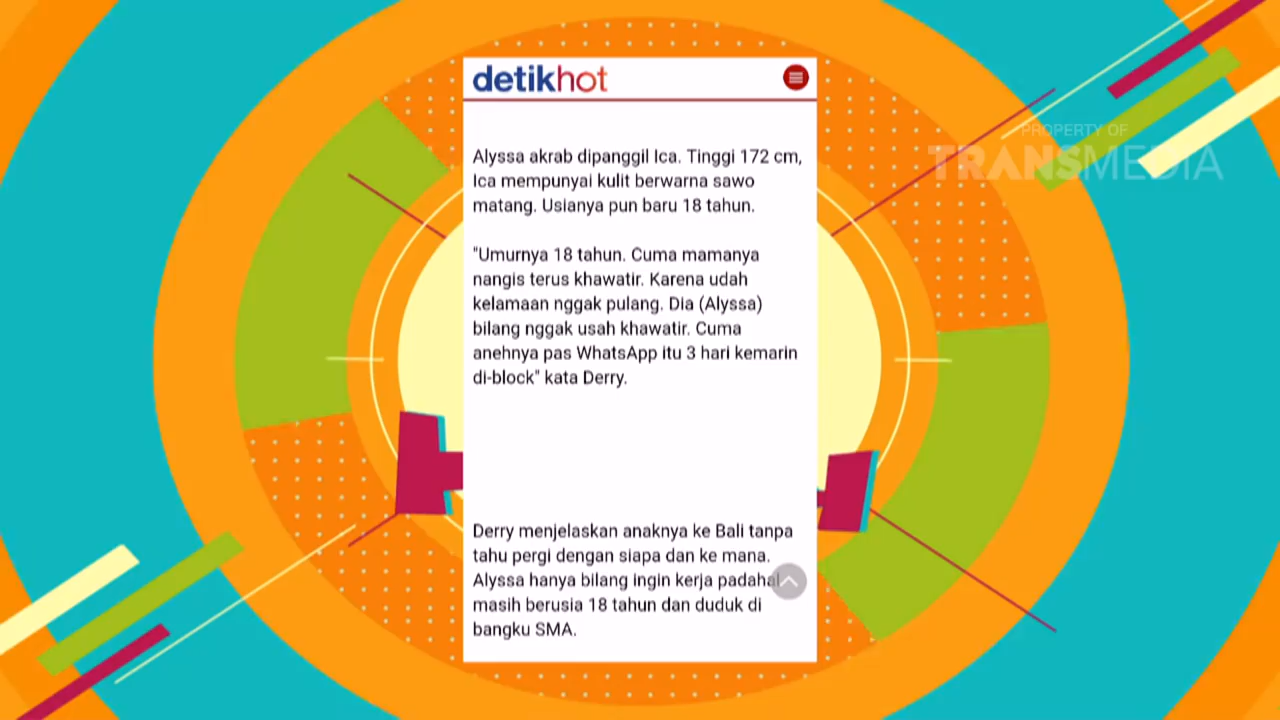 detikhot
PROPERTY OF
TRANSMEDIA
Alyssa akrab dipanggil Ica. Tinggi 172 cm,
Ica mempunyai kulit berwarna sawo
matang. Usianya pun baru 18 tahun.
"Umurnya 18 tahun. Cuma mamanya
nangis terus khawatir. Karena udah
kelamaan nggak pulang. Dia (Alyssa)
bilang nggak usah khawatir. Cuma
anehnya pas WhatsApp itu 3 hari kemarin
di-block" kata Derry.
Derry menjelaskan anaknya ke Bali tanpa
tahu pergi dengan siapa dan ke mana.
Alyssa hanya bilang ingin kerja padahal
masih berusia 18 tahun dan duduk di
bangku SMA.